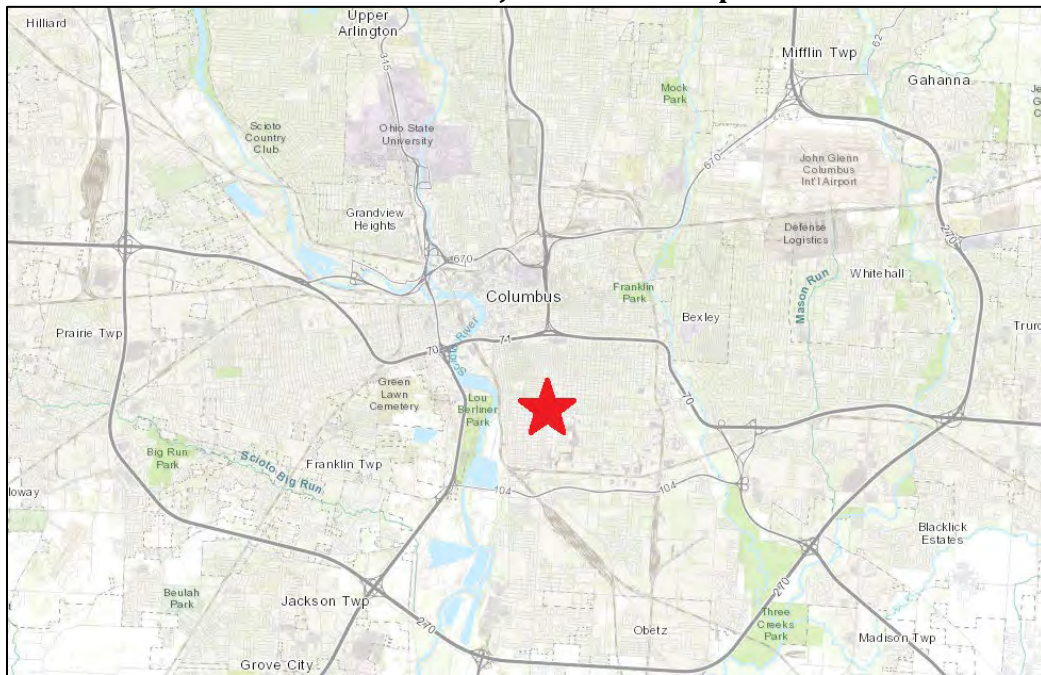 Hilliard
Upper
Arlington
315
Mifflin Twp
62
Gahanna
Mock
Park
Scioto
Country
Club
Ohio State
University
670
John Glenn
Columbus
Int'l Airport
Grandview
Heights
Defense
Logistics
270
670
Whitehall
Columbus
Franklin
Park
Mason Run
Bexley
Prairie Twp
Scioto River
70
71
Green
Lawn
Cemetery
Lou
Berliner
Park
70
Big Run
Park
Scioto Big Run
Franklin Twp
104
104
Blacklick
Estates
Beulah
Park
Jackson Twp
270
Obetz
Three
Creeks
Park
270
Madison Twp
Grove City